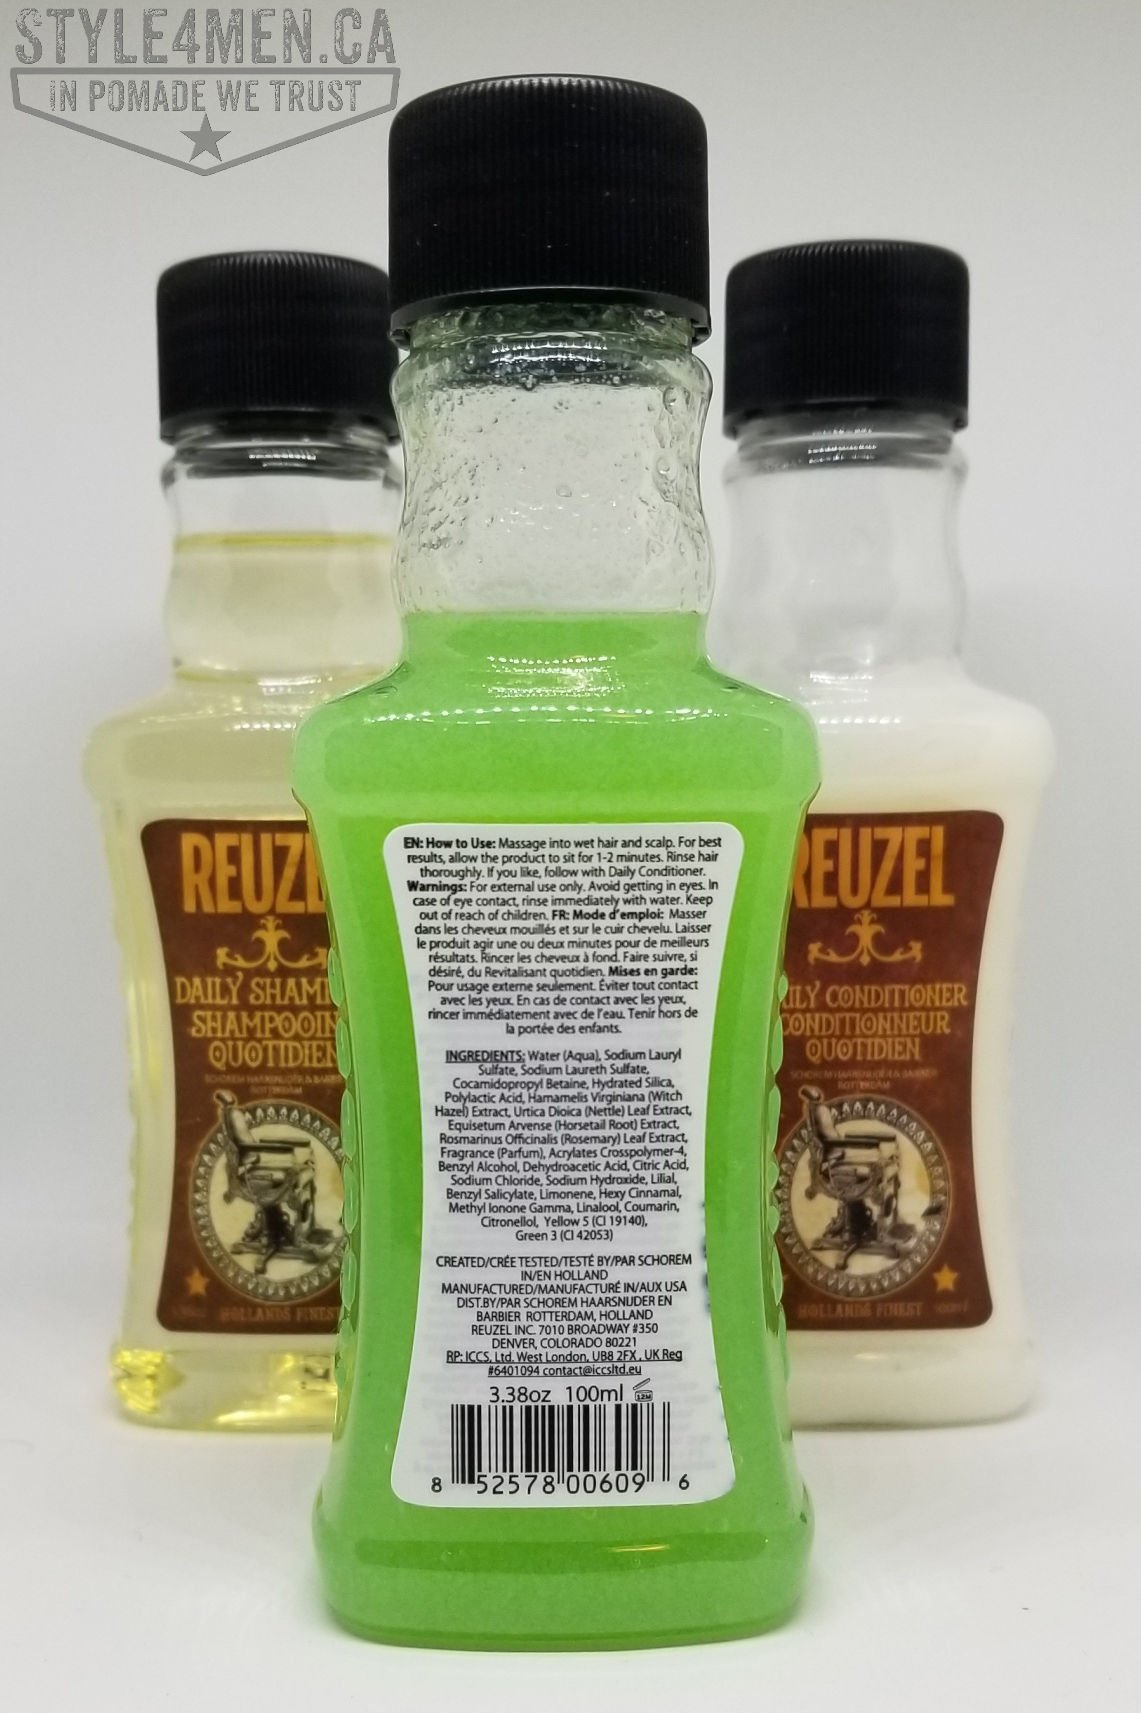 STYLE4MEN.CA
IN POMADE WE TRUST
REUZEL
DAILY SHAMP
SHAMPOOIN
QUOTIDIEN
SCHOREM HAARSNIJDER & BARBIER
ROTTERDAM
HOLLANDS FINEST
EN: How to Use: Massage into wet hair and scalp. For best
results, allow the product to sit for 1-2 minutes. Rinse hair
thoroughly. If you like, follow with Daily Conditioner.
Warnings: For external use only. Avoid getting in eyes. In
case of eye contact, rinse immediately with water. Keep
out of reach of children. FR: Mode d'emploi: Masser
dans les cheveux mouillés et sur le cuir chevelu. Laisser
le produit agir une ou deux minutes pour de meilleurs
résultats. Rincer les cheveux à fond. Faire suivre, si
désiré, du Revitalisant quotidien. Mises en garde:
Pour usage externe seulement. Éviter tout contact
avec les yeux. En cas de contact avec les yeux,
rincer immédiatement avec de l'eau. Tenir hors de
la portée des enfants.
INGREDIENTS: Water (Aqua), Sodium Lauryl
Sulfate, Sodium Laureth Sulfate,
Cocamidopropyl Betaine, Hydrated Silica,
Polylactic Acid, Hamamelis Virginiana (Witch
Hazel) Extract, Urtica Dioica (Nettle) Leaf Extract,
Equisetum Arvense (Horsetail Root) Extract,
Rosmarinus Officinalis (Rosemary) Leaf Extract,
Fragrance (Parfum), Acrylates Crosspolymer-4,
Benzyl Alcohol, Dehydroacetic Acid, Citric Acid,
Sodium Chloride, Sodium Hydroxide, Lilial,
Benzyl Salicylate, Limonene, Hexy Cinnamal,
Methyl Ionone Gamma, Linalool, Coumarin,
Citronellol, Yellow 5 (CI 19140),
Green 3 (CI 42053)
CREATED/CRÉE TESTED/TESTÉ BY/PAR SCHOREM
IN/EN HOLLAND
MANUFACTURED/MANUFACTURÉ IN/AUX USA
DIST.BY/PAR SCHOREM HAARSNIJDER EN
BARBIER ROTTERDAM, HOLLAND
REUZEL INC. 7010 BROADWAY #350
DENVER, COLORADO 80221
RP: ICCS, Ltd. West London, UB8 2FX , UK Reg
#6401094 contact@iccsltd.eu
3.38oz 100ml 12M
8 52578 00609 6
REUZEL
ILY CONDITIONER
CONDITIONNEUR
QUOTIDIEN
SCHOREM HAARSNIJDER & BARBIER
ROTTERDAM
HOLLANDS FINEST 100ml